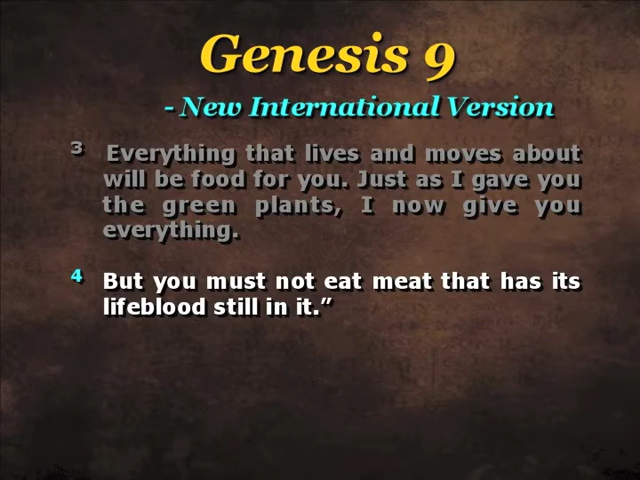 Genesis 9
- New International Version
3 Everything that lives and moves about
will be food for you. Just as I gave you
the green plants, I now give you
everything.
4 But you must not eat meat that has its
lifeblood still in it.”